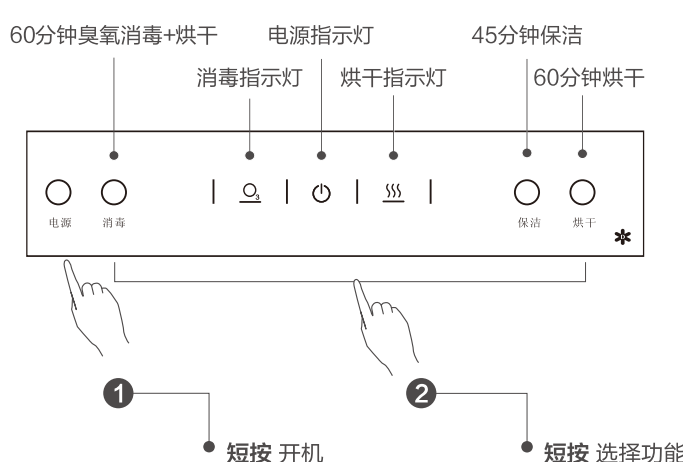 60分钟臭氧消毒+烘干
电源指示灯
45分钟保洁
消毒指示灯
烘干指示灯
60分钟烘干
O3
电源
消毒
保洁
烘干
1
2
短按 开机
短按 选择功能